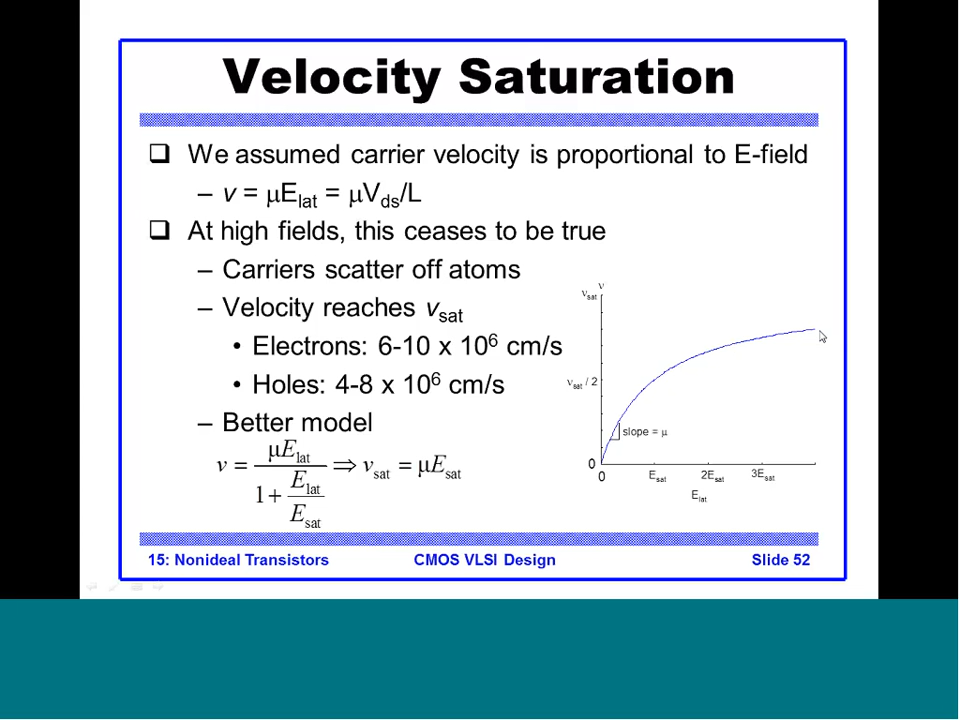 Velocity Saturation
❑ We assumed carrier velocity is proportional to E-field
– v = μE_lat = μV_ds/L
❑ At high fields, this ceases to be true
– Carriers scatter off atoms
– Velocity reaches v_sat
• Electrons: 6-10 x 10^6 cm/s
• Holes: 4-8 x 10^6 cm/s
– Better model
v = μE_lat / (1 + E_lat / E_sat) ⇒ v_sat = μE_sat
ν_sat ν
ν_sat / 2
slope = μ
0
0 E_sat 2E_sat 3E_sat
E_lat
15: Nonideal Transistors CMOS VLSI Design Slide 52